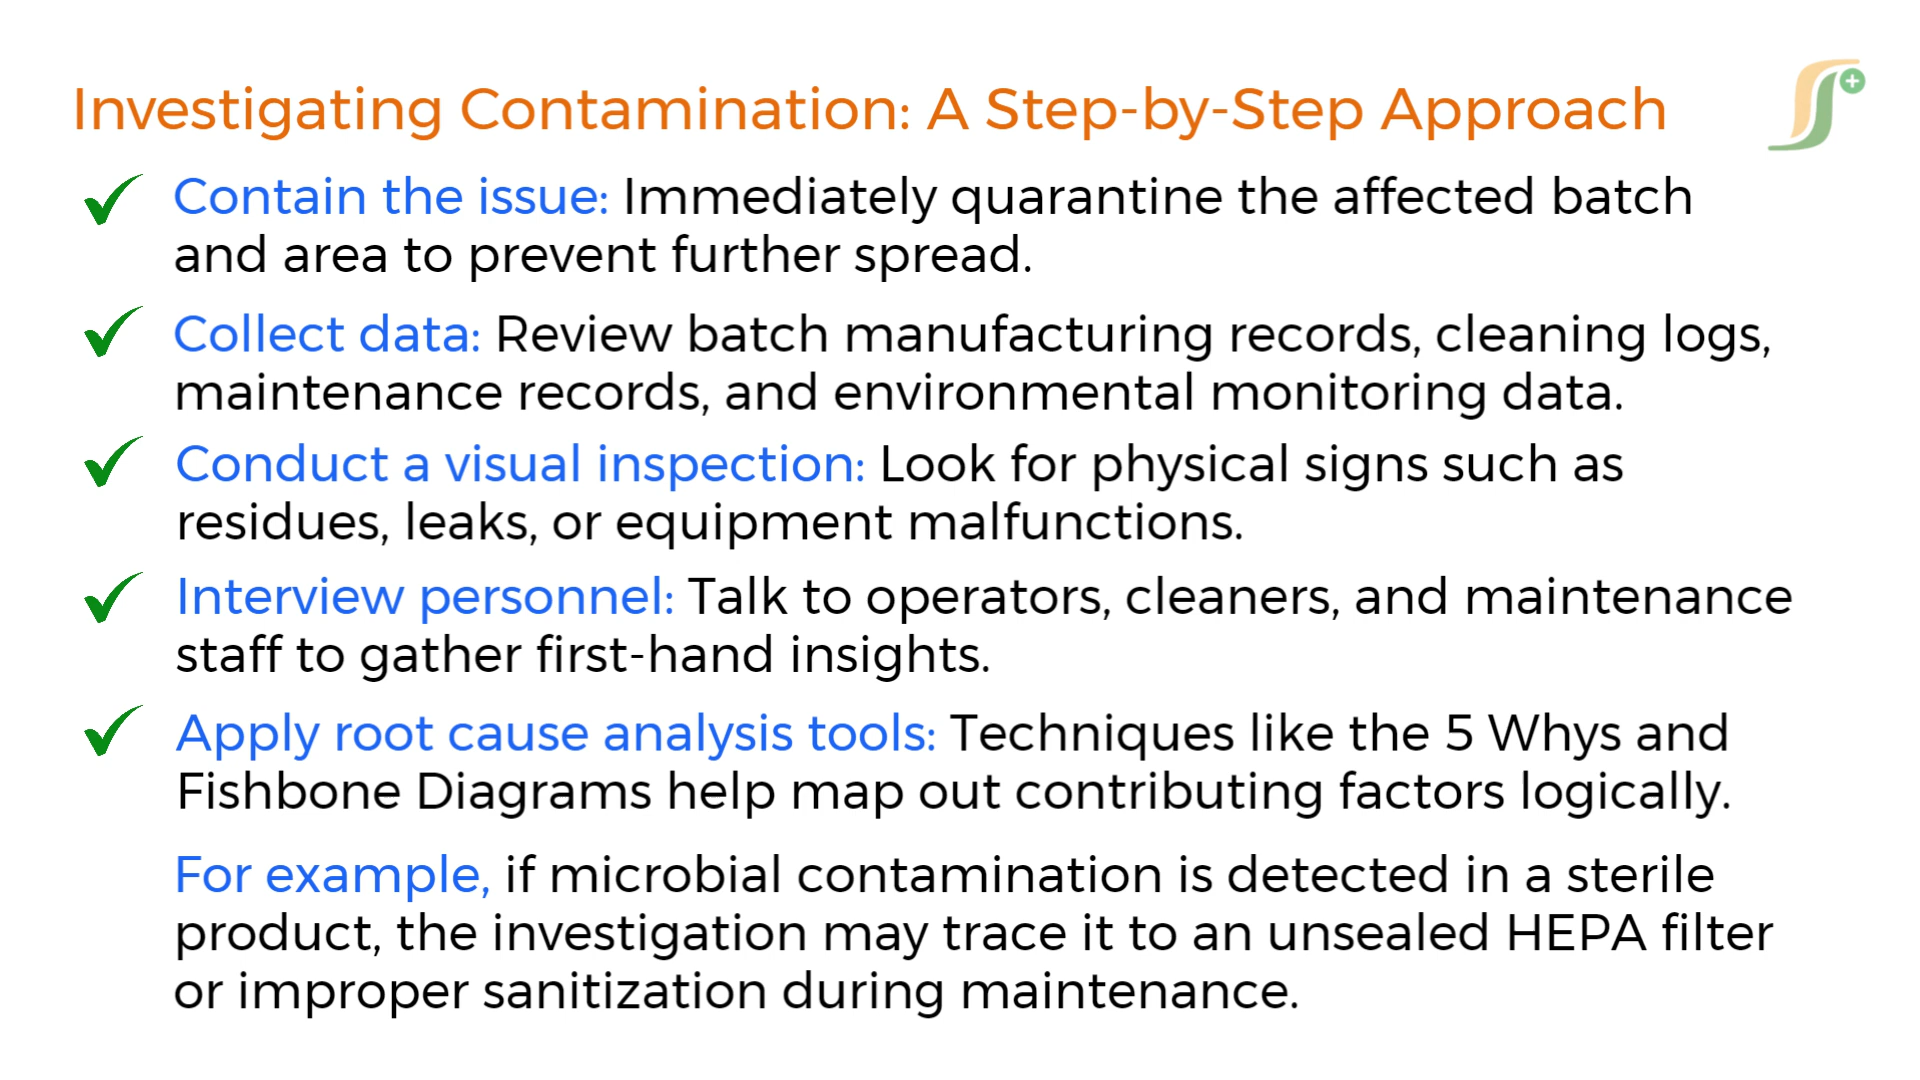 Investigating Contamination: A Step-by-Step Approach
Contain the issue: Immediately quarantine the affected batch
and area to prevent further spread.
Collect data: Review batch manufacturing records, cleaning logs,
maintenance records, and environmental monitoring data.
Conduct a visual inspection: Look for physical signs such as
residues, leaks, or equipment malfunctions.
Interview personnel: Talk to operators, cleaners, and maintenance
staff to gather first-hand insights.
Apply root cause analysis tools: Techniques like the 5 Whys and
Fishbone Diagrams help map out contributing factors logically.
For example, if microbial contamination is detected in a sterile
product, the investigation may trace it to an unsealed HEPA filter
or improper sanitization during maintenance.